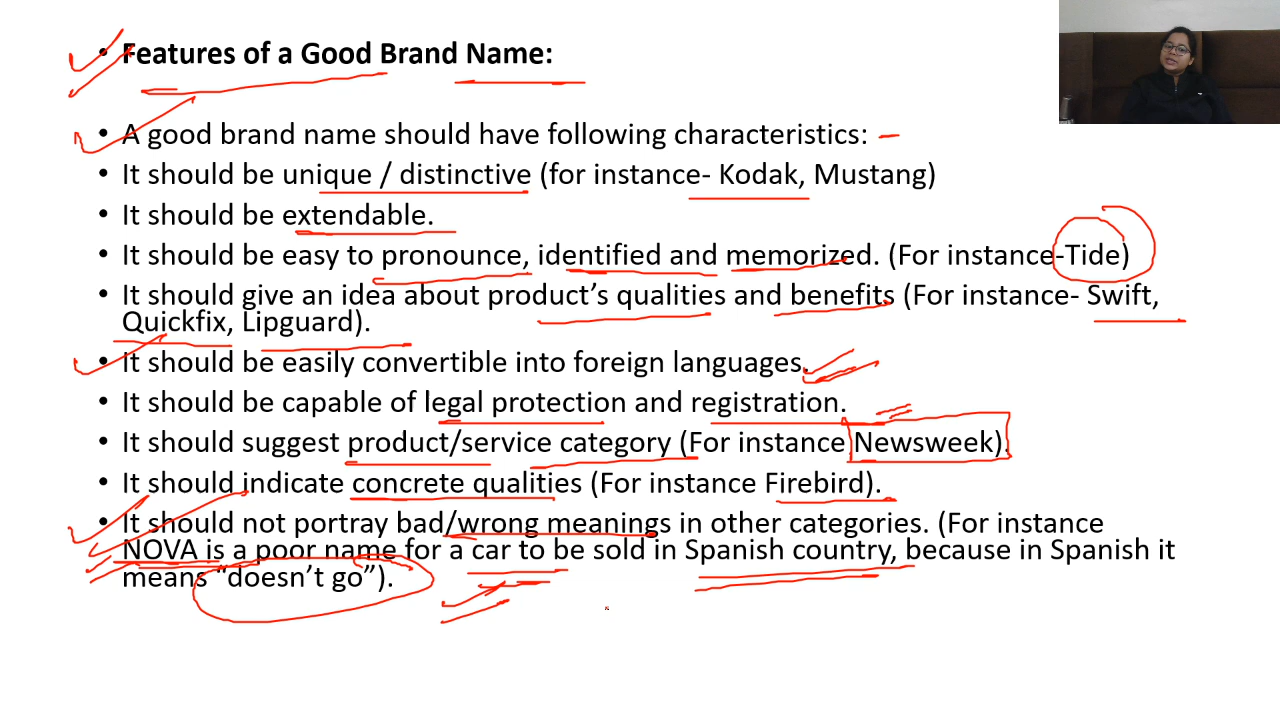 • Features of a Good Brand Name:
• A good brand name should have following characteristics:
• It should be unique / distinctive (for instance- Kodak, Mustang)
• It should be extendable.
• It should be easy to pronounce, identified and memorized. (For instance-Tide)
• It should give an idea about product's qualities and benefits (For instance- Swift,
Quickfix, Lipguard).
• It should be easily convertible into foreign languages.
• It should be capable of legal protection and registration.
• It should suggest product/service category (For instance Newsweek).
• It should indicate concrete qualities (For instance Firebird).
• It should not portray bad/wrong meanings in other categories. (For instance
NOVA is a poor name for a car to be sold in Spanish country, because in Spanish it
means “doesn't go”).